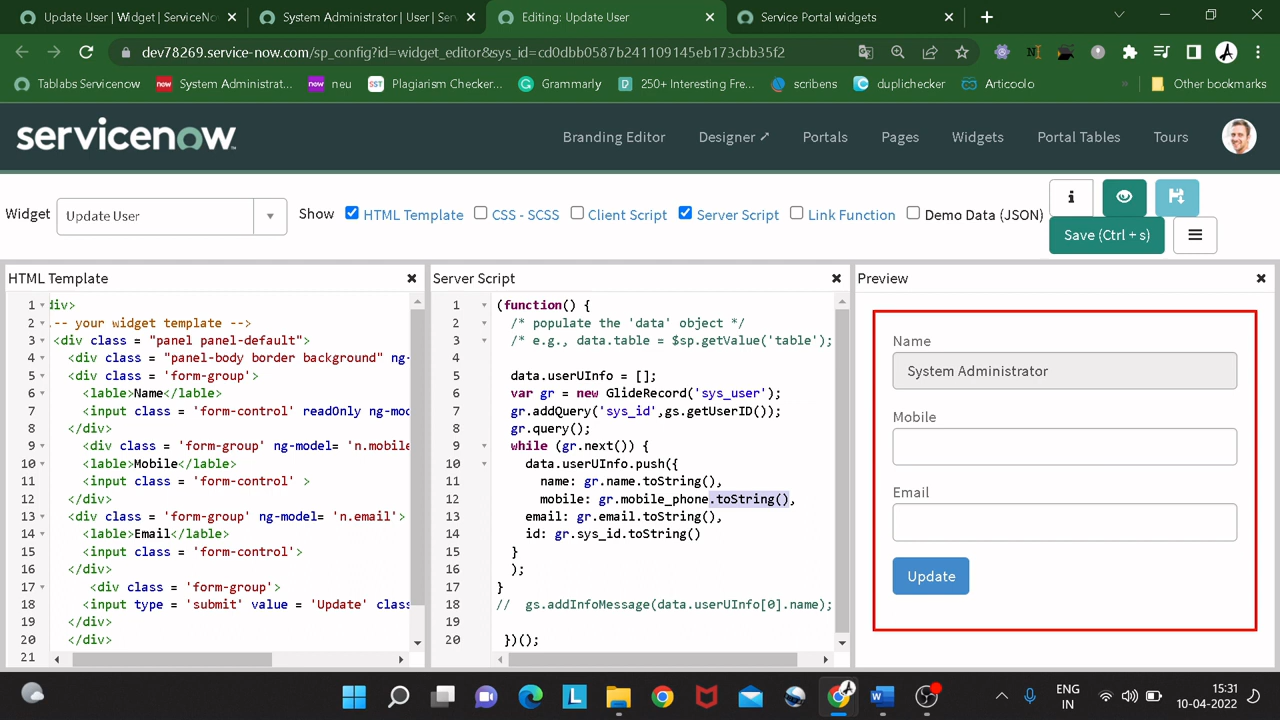 Update User | Widget | ServiceNo
System Administrator | User | Serv
Editing: Update User
Service Portal widgets
dev78269.service-now.com/sp_config?id=widget_editor&sys_id=cd0dbb0587b241109145eb173cbb35f2
Tablabs Servicenow
System Administrat...
neu
Plagiarism Checker...
Grammarly
250+ Interesting Fre...
scribens
duplichecker
Articoolo
Other bookmarks
servicenow
Branding Editor
Designer
Portals
Pages
Widgets
Portal Tables
Tours
Widget
Update User
Show
HTML Template
CSS - SCSS
Client Script
Server Script
Link Function
Demo Data (JSON)
Save (Ctrl + s)
HTML Template
1 div>
2 -- your widget template -->
3 <div class = "panel panel-default">
4 <div class = "panel-body border background" ng-
5 <div class = 'form-group'>
6 <lable>Name</lable>
7 <input class = 'form-control' readOnly ng-mo
8 </div>
9 <div class = 'form-group' ng-model= 'n.mobile
10 <lable>Mobile</lable>
11 <input class = 'form-control' >
12 </div>
13 <div class = 'form-group' ng-model= 'n.email'>
14 <lable>Email</lable>
15 <input class = 'form-control'>
16 </div>
17 <div class = 'form-group'>
18 <input type = 'submit' value = 'Update' clas
19 </div>
20 </div>
21
Server Script
1 (function() {
2 /* populate the 'data' object */
3 /* e.g., data.table = $sp.getValue('table');
4
5 data.userUInfo = [];
6 var gr = new GlideRecord('sys_user');
7 gr.addQuery('sys_id',gs.getUserID());
8 gr.query();
9 while (gr.next()) {
10 data.userUInfo.push({
11 name: gr.name.toString(),
12 mobile: gr.mobile_phone.toString(),
13 email: gr.email.toString(),
14 id: gr.sys_id.toString()
15 }
16 );
17 }
18 // gs.addInfoMessage(data.userUInfo[0].name);
19
20 })();
Preview
Name
System Administrator
Mobile
Email
Update
ENG
IN
15:31
10-04-2022